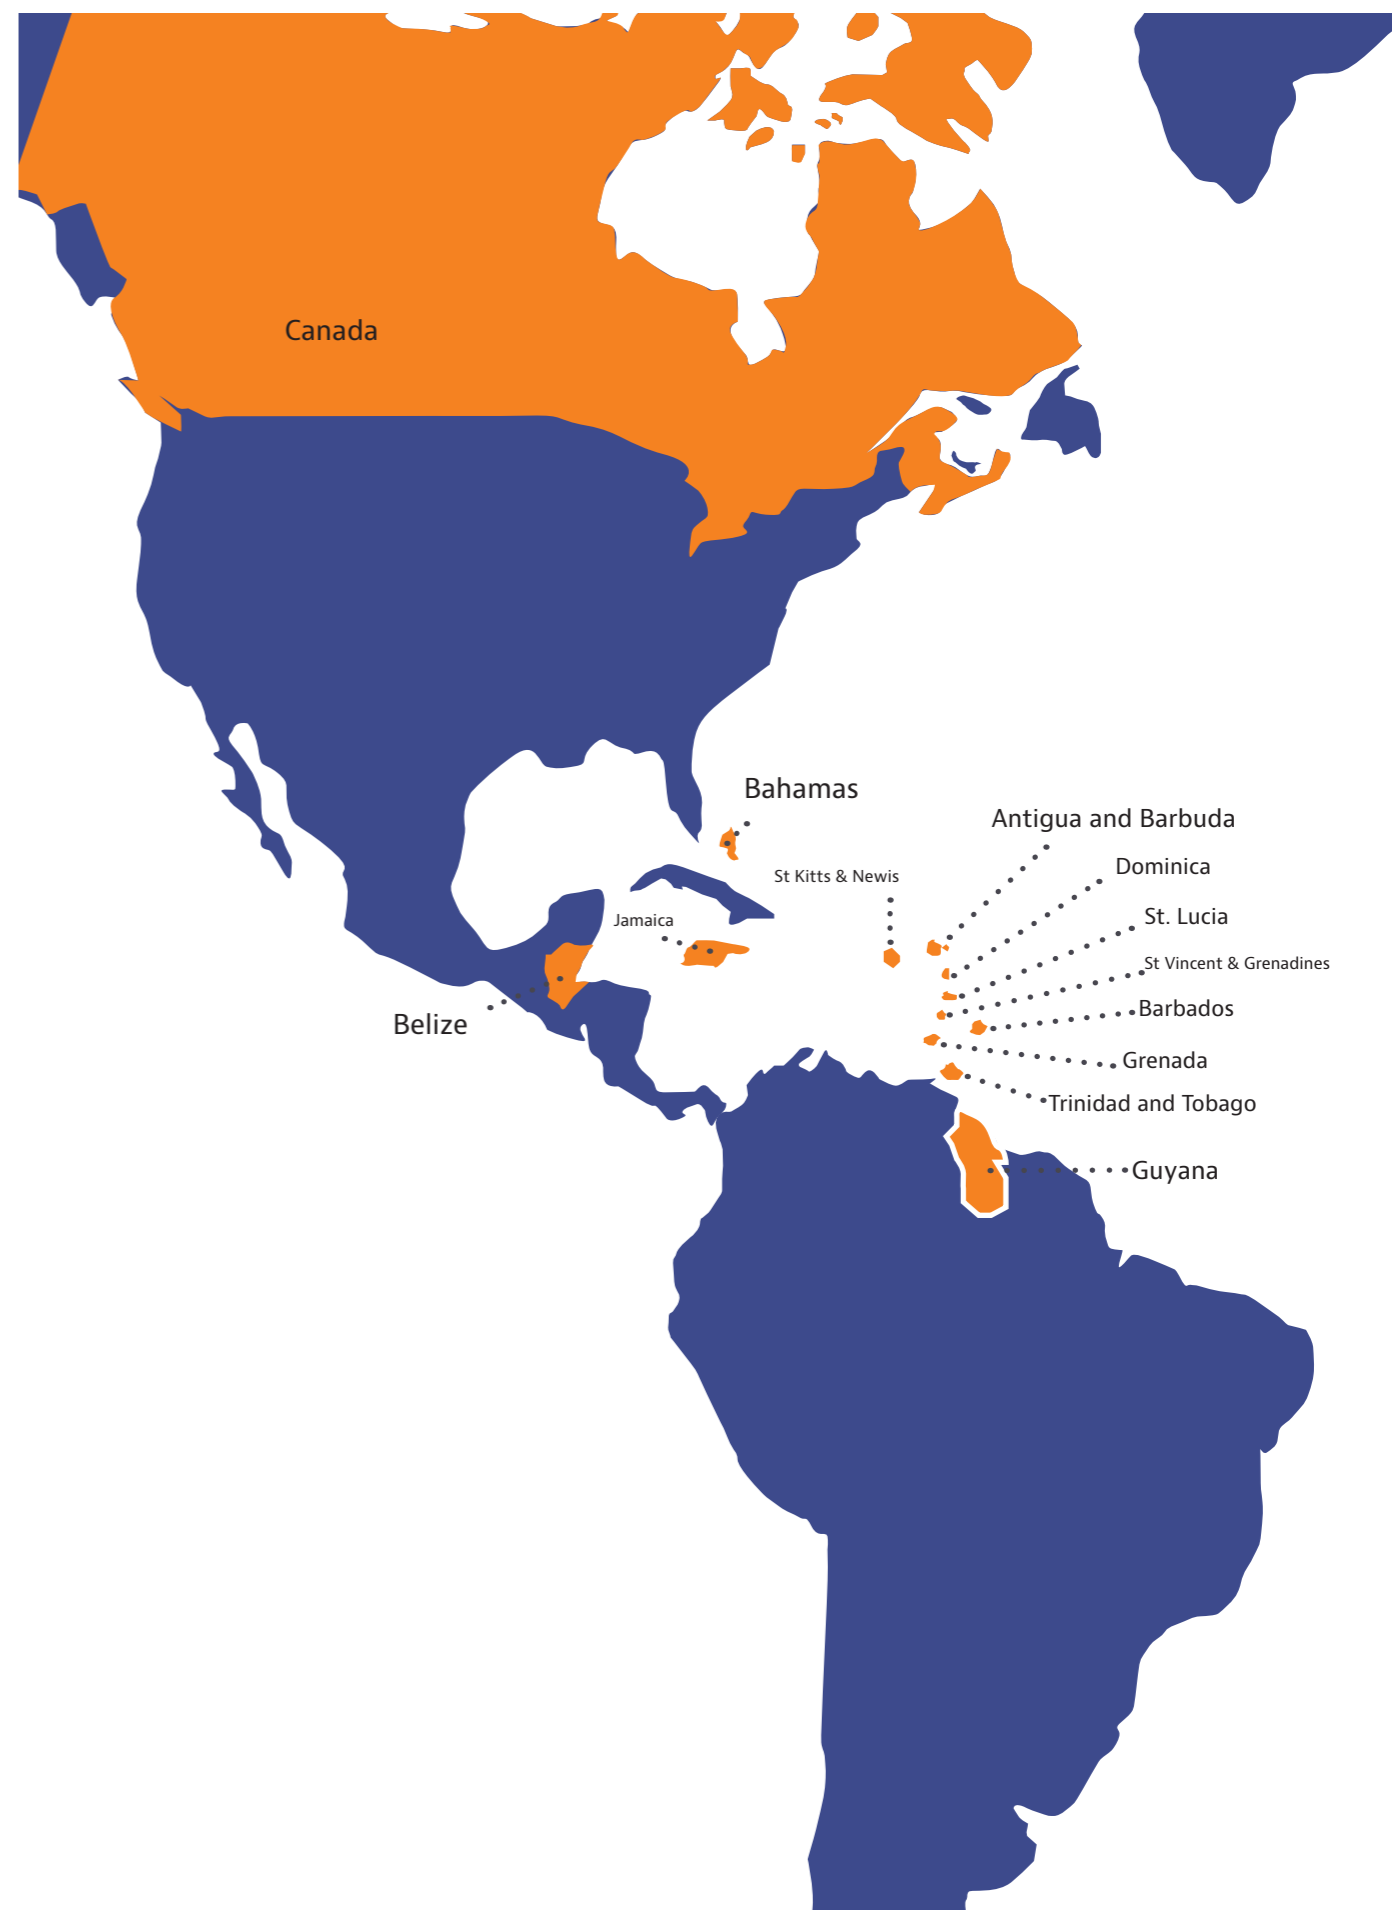 Canada
Bahamas
Antigua and Barbuda
Dominica
St Kitts & Newis
St. Lucia
Jamaica
St Vincent & Grenadines
Barbados
Belize
Grenada
Trinidad and Tobago
Guyana